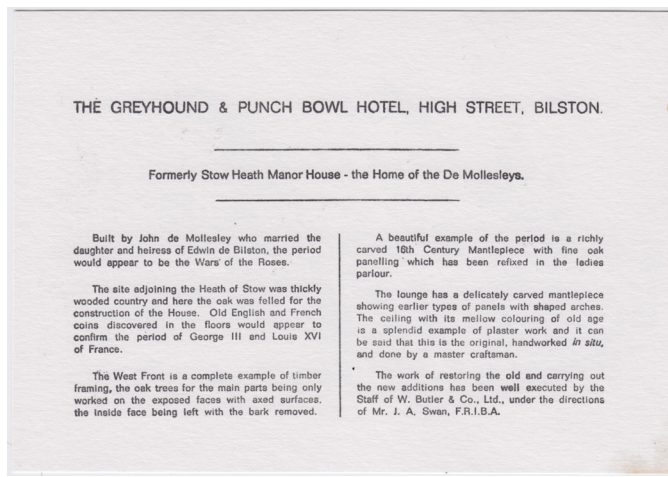 THE GREYHOUND & PUNCH BOWL HOTEL, HIGH STREET, BILSTON.
Formerly Stow Heath Manor House - the Home of the De Mollesleys.
Built by John de Mollesley who married the
daughter and heiress of Edwin de Bilston, the period
would appear to be the Wars of the Roses.
The site adjoining the Heath of Stow was thickly
wooded country and here the oak was felled for the
construction of the House. Old English and French
coins discovered in the floors would appear to
confirm the period of George III and Louis XVI
of France.
The West Front is a complete example of timber
framing, the oak trees for the main parts being only
worked on the exposed faces with axed surfaces,
the inside face being left with the bark removed.
A beautiful example of the period is a richly
carved 16th Century Mantlepiece with fine oak
panelling which has been refixed in the ladies
parlour.
The lounge has a delicately carved mantlepiece
showing earlier types of panels with shaped arches.
The ceiling with its mellow colouring of old age
is a splendid example of plaster work and it can
be said that this is the original, handworked in situ,
and done by a master craftsman.
The work of restoring the old and carrying out
the new additions has been well executed by the
Staff of W. Butler & Co., Ltd., under the directions
of Mr. J. A. Swan, F.R.I.B.A.